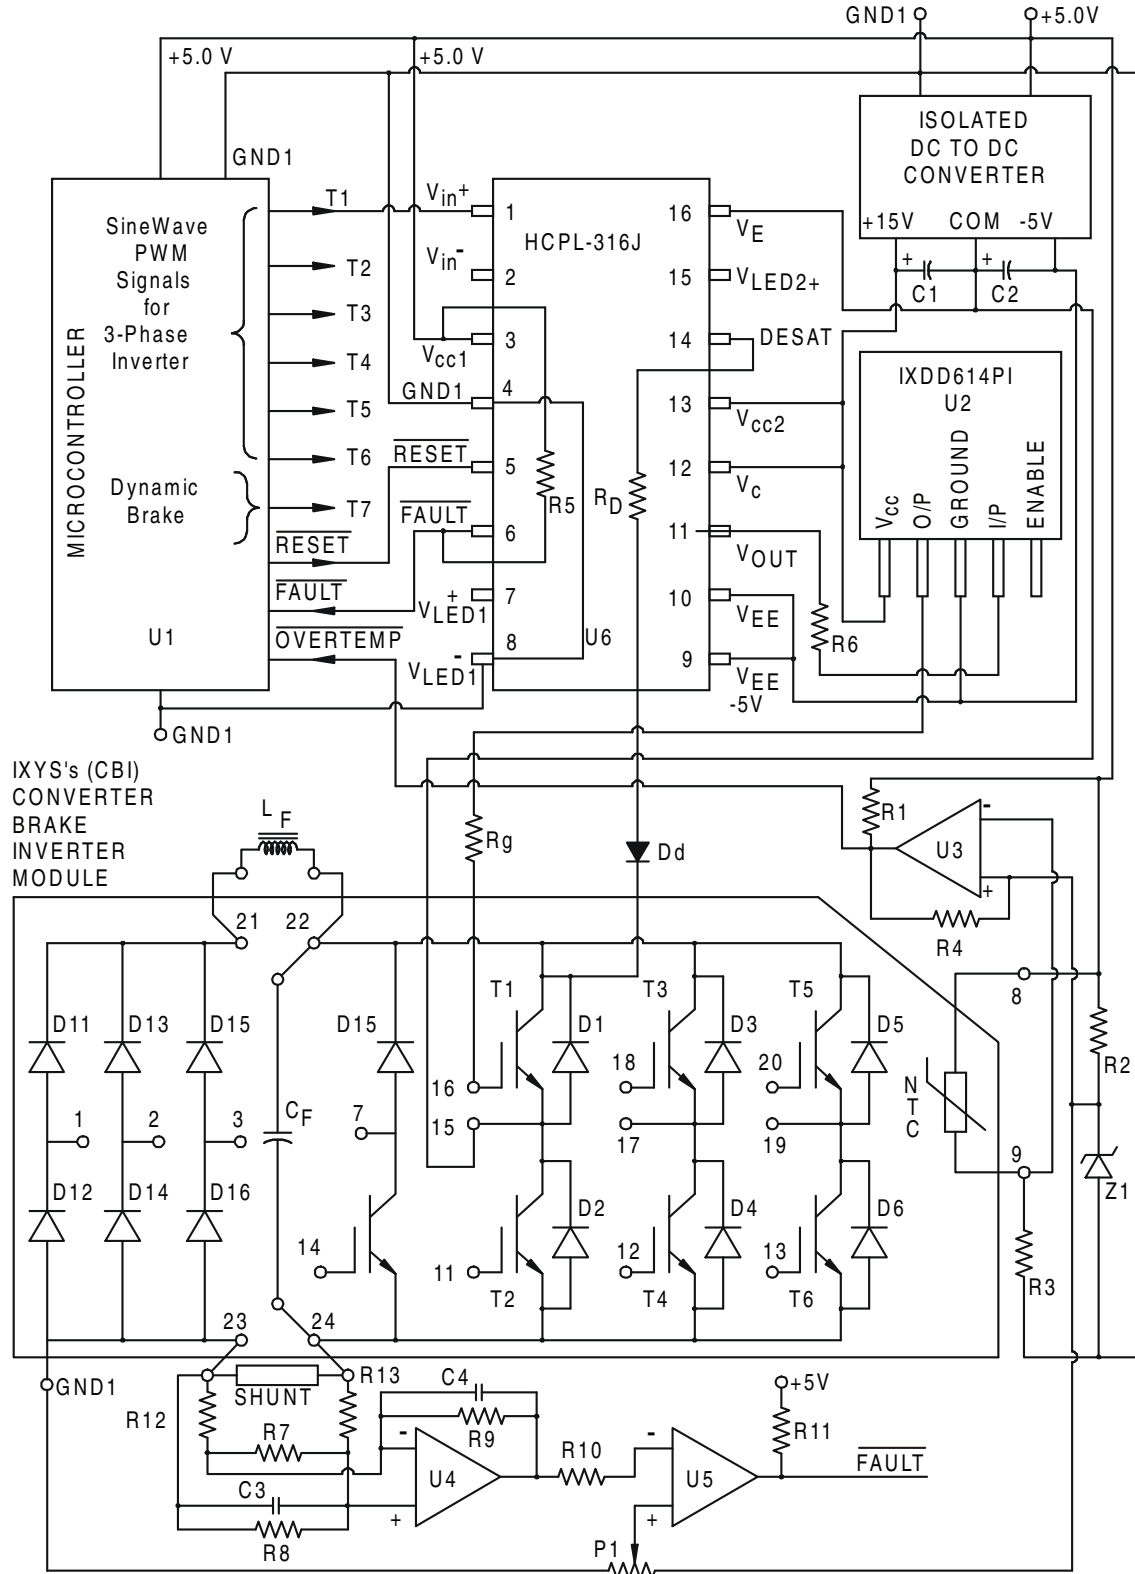 GND1
+5.0V
+5.0 V
+5.0 V
GND1
ISOLATED
DC TO DC
CONVERTER
+15V
COM
-5V
+
C1
+
C2
MICROCONTROLLER
SineWave
PWM
Signals
for
3-Phase
Inverter
Dynamic
Brake
U1
T1
T2
T3
T4
T5
T6
T7
RESET
FAULT
OVERTEMP
GND1
Vin+
Vin-
Vcc1
GND1
RESET
FAULT
VLED1+
VLED1-
HCPL-316J
1
2
3
4
5
6
7
8
16
15
14
13
12
11
10
9
R5
U6
VE
VLED2+
DESAT
Vcc2
Vc
VOUT
VEE
VEE
-5V
RD
R6
IXDD614PI
U2
Vcc
O/P
GROUND
I/P
ENABLE
IXYS's (CBI)
CONVERTER
BRAKE
INVERTER
MODULE
LF
Rg
Dd
R1
-
U3
+
R4
21
22
8
D11
D13
D15
D15
T1
D1
T3
D3
T5
D5
R2
16
18
20
NTC
1
2
3
CF
7
15
17
19
9
Z1
D12
D14
D16
D2
D4
D6
14
11
12
13
T2
T4
T6
R3
23
24
GND1
SHUNT
R13
R12
R7
C3
R8
C4
R9
-
U4
+
R10
-
U5
+
P1
+5V
R11
FAULT